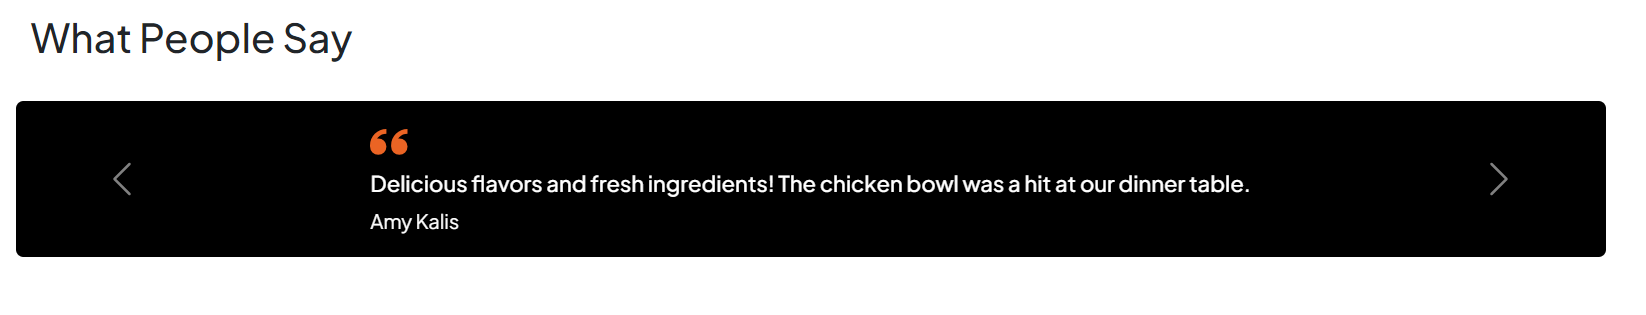 What People Say
“
Delicious flavors and fresh ingredients! The chicken bowl was a hit at our dinner table.
Amy Kalis